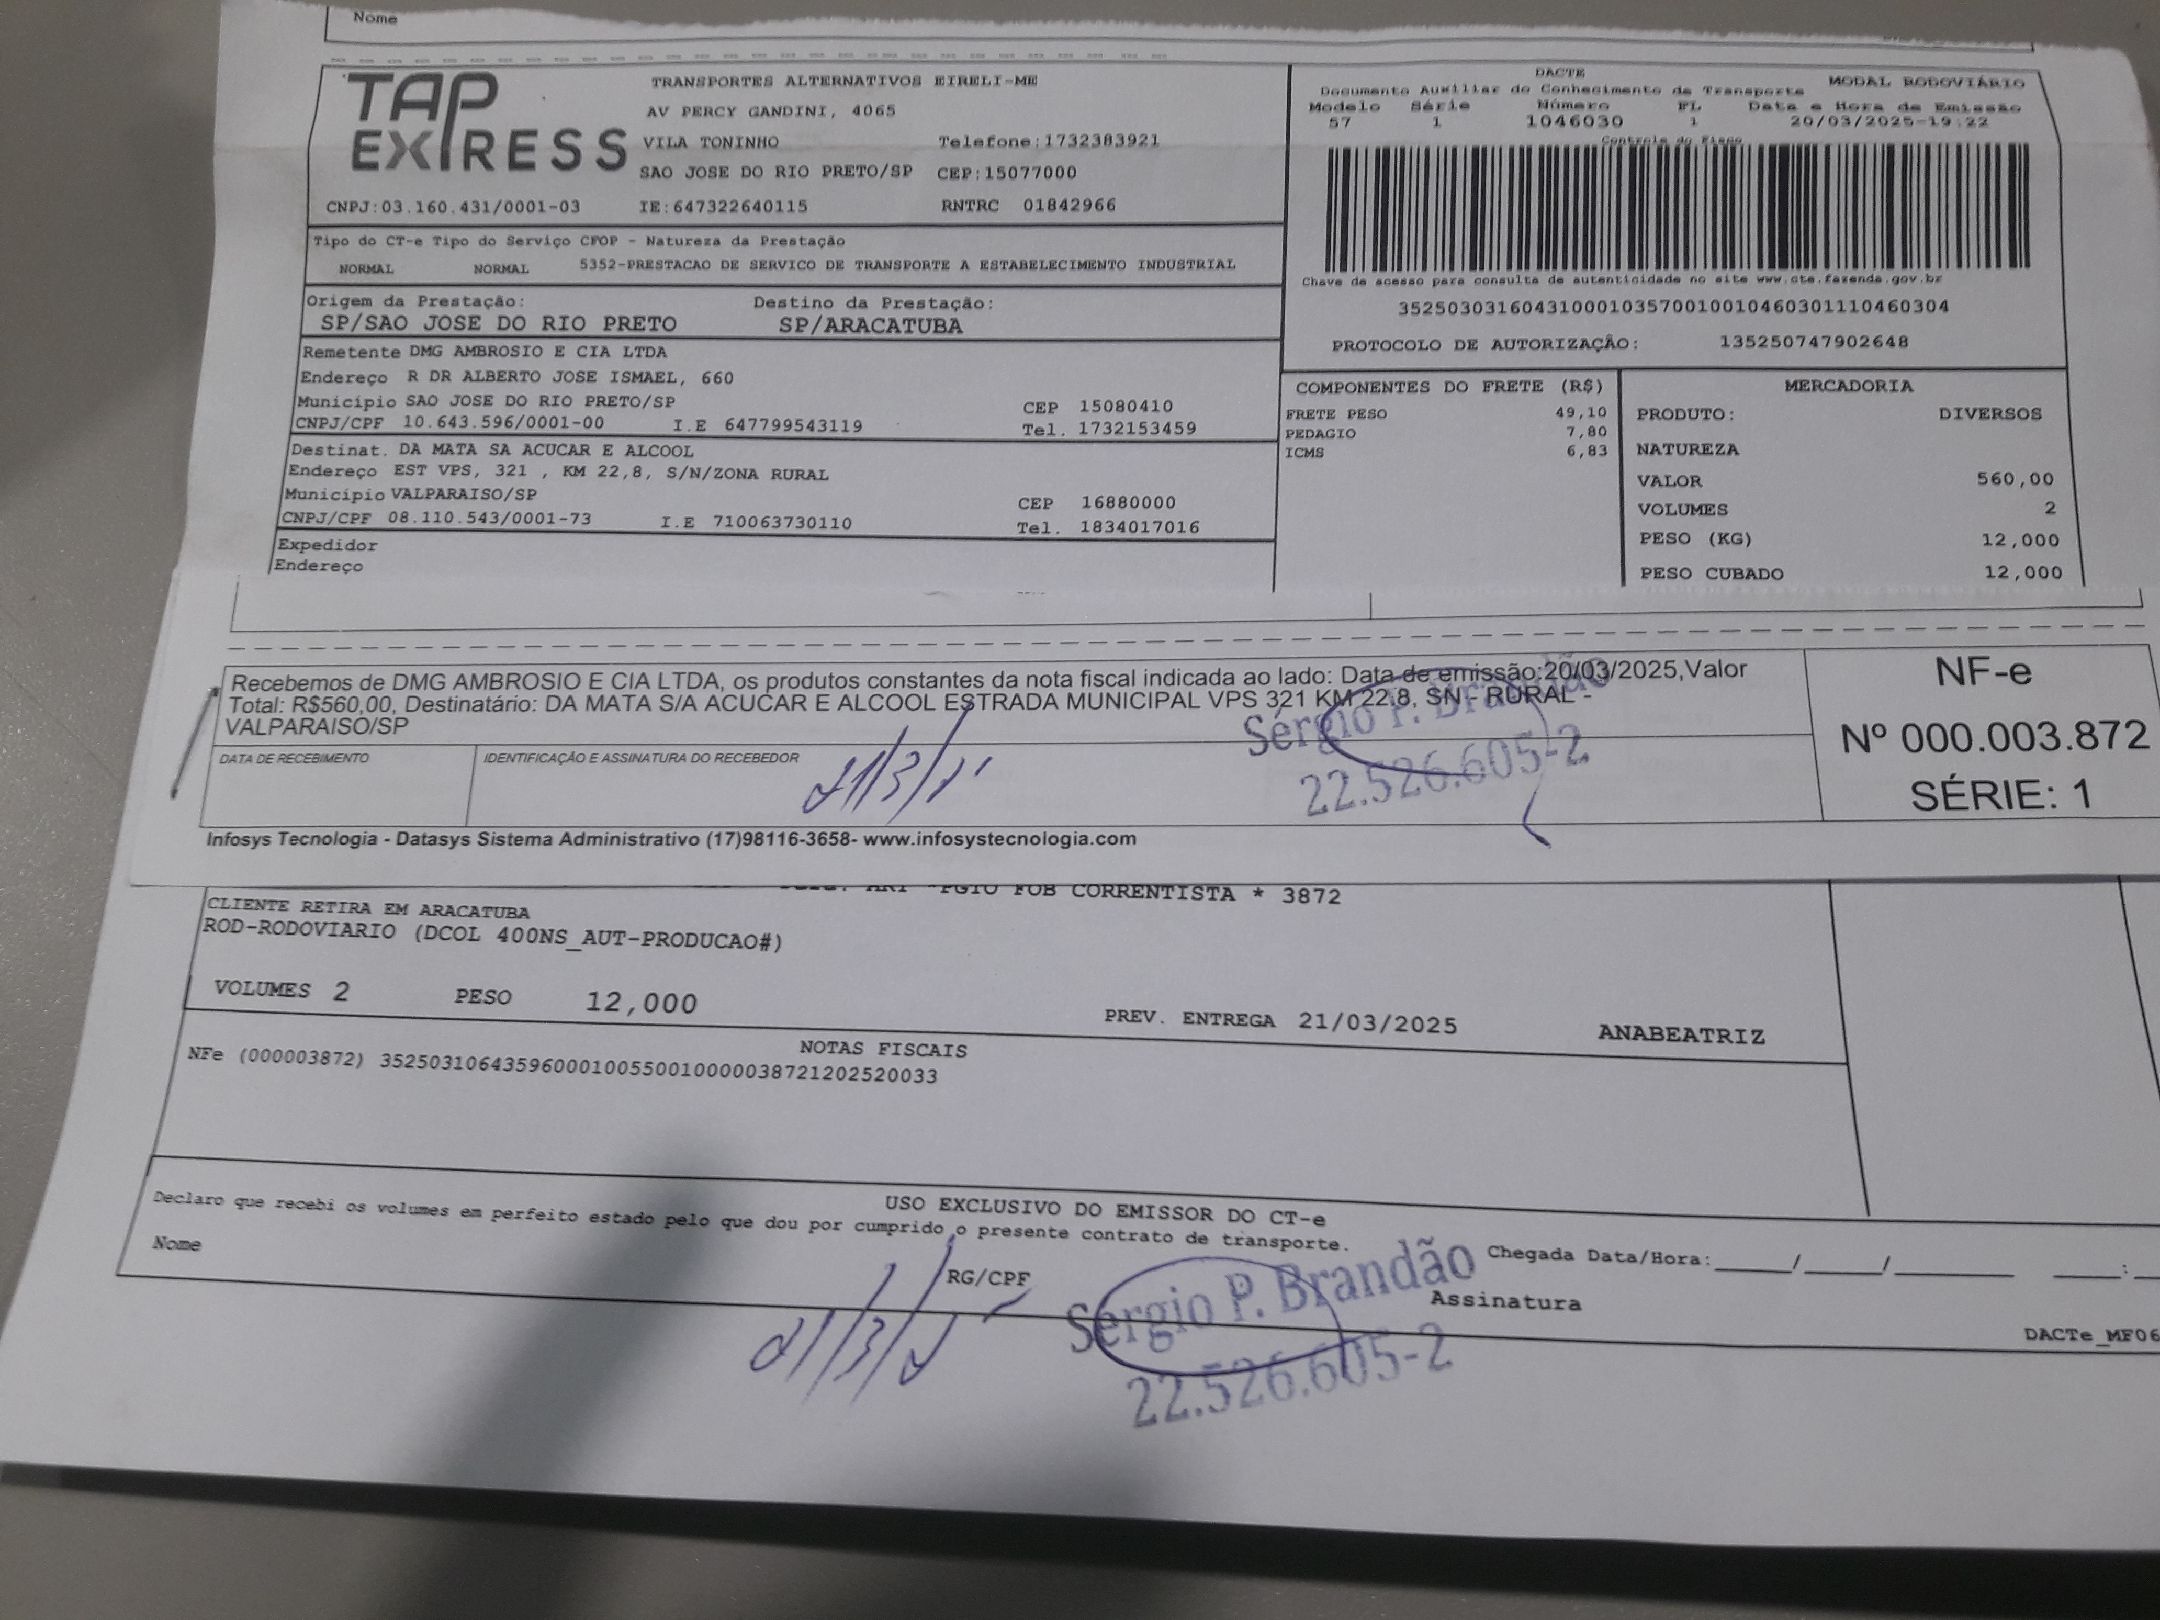 Nome
TAP EXPRESS
TRANSPORTES ALTERNATIVOS EIRELI-ME
AV PERCY GANDINI, 4065
VILA TONINHO Telefone:1732383921
SAO JOSE DO RIO PRETO/SP CEP:15077000
CNPJ:03.160.431/0001-03 IE:647322640115 RNTRC 01842966
DACTE
MODAL RODOVIÁRIO
Documento Auxiliar do Conhecimento de Transporte
Modelo Série Número FL Data e Hora de Emissão
57 1 1046030 1 20/03/2025-19:22
Controle do Fisco
Chave de acesso para consulta de autenticidade no site www.cte.fazenda.gov.br
35250303160431000103570010010460301110460304
PROTOCOLO DE AUTORIZAÇÃO: 135250747902648
Tipo do CT-e Tipo do Serviço CFOP - Natureza da Prestação
NORMAL NORMAL 5352-PRESTACAO DE SERVICO DE TRANSPORTE A ESTABELECIMENTO INDUSTRIAL
Origem da Prestação: Destino da Prestação:
SP/SAO JOSE DO RIO PRETO SP/ARACATUBA
Remetente DMG AMBROSIO E CIA LTDA
Endereço R DR ALBERTO JOSE ISMAEL, 660
Município SAO JOSE DO RIO PRETO/SP CEP 15080410
CNPJ/CPF 10.643.596/0001-00 I.E 647799543119 Tel. 1732153459
Destinat. DA MATA SA ACUCAR E ALCOOL
Endereço EST VPS, 321 , KM 22,8, S/N/ZONA RURAL
Município VALPARAISO/SP CEP 16880000
CNPJ/CPF 08.110.543/0001-73 I.E 710063730110 Tel. 1834017016
Expedidor
Endereço
COMPONENTES DO FRETE (R$)
FRETE PESO 49,10
PEDAGIO 7,80
ICMS 6,83
MERCADORIA
PRODUTO: DIVERSOS
NATUREZA
VALOR 560,00
VOLUMES 2
PESO (KG) 12,000
PESO CUBADO 12,000
Recebemos de DMG AMBROSIO E CIA LTDA, os produtos constantes da nota fiscal indicada ao lado: Data de emissão:20/03/2025,Valor
Total: R$560,00, Destinatário: DA MATA S/A ACUCAR E ALCOOL ESTRADA MUNICIPAL VPS 321 KM 22,8, SN - RURAL -
VALPARAISO/SP
DATA DE RECEBIMENTO IDENTIFICAÇÃO E ASSINATURA DO RECEBEDOR
21/3/
Sérgio P. Brandão
22.526.605-2
NF-e
Nº 000.003.872
SÉRIE: 1
Infosys Tecnologia - Datasys Sistema Administrativo (17)98116-3658- www.infosystecnologia.com
FOB CORRENTISTA * 3872
CLIENTE RETIRA EM ARACATUBA
ROD-RODOVIARIO (DCOL 400NS_AUT-PRODUCAO#)
VOLUMES 2 PESO 12,000 PREV. ENTREGA 21/03/2025 ANABEATRIZ
NOTAS FISCAIS
NFe (000003872) 35250310643596000100550010000038721202520033
USO EXCLUSIVO DO EMISSOR DO CT-e
Declaro que recebi os volumes em perfeito estado pelo que dou por cumprido o presente contrato de transporte.
Nome RG/CPF Chegada Data/Hora:_____/_____/_______ ____:
Assinatura
21/3/
Sérgio P. Brandão
22.526.605-2
DACTe_MF06